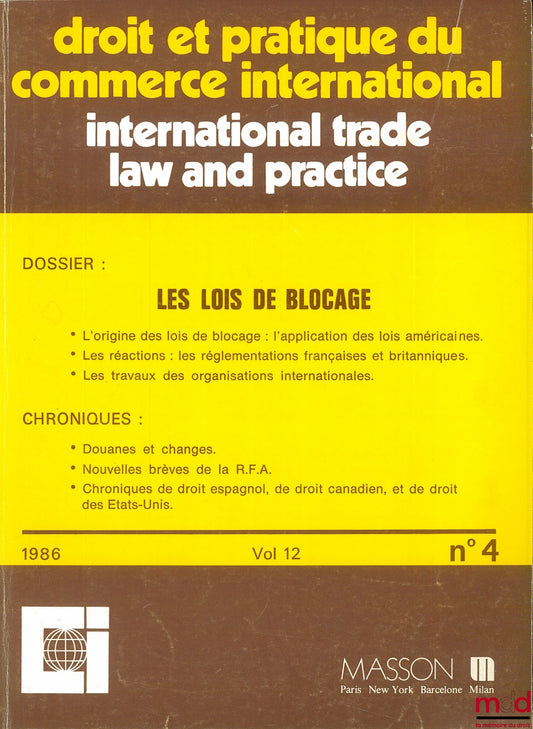 droit et pratique du
commerce international
international trade
law and practice
DOSSIER :
LES LOIS DE BLOCAGE
• L'origine des lois de blocage : l'application des lois américaines.
• Les réactions : les réglementations françaises et britanniques.
• Les travaux des organisations internationales.
CHRONIQUES :
• Douanes et changes.
• Nouvelles brèves de la R.F.A.
• Chroniques de droit espagnol, de droit canadien, et de droit
des Etats-Unis.
1986 Vol 12 n° 4
MASSON
Paris New York Barcelone Milan
mdd
la mémoire du droit